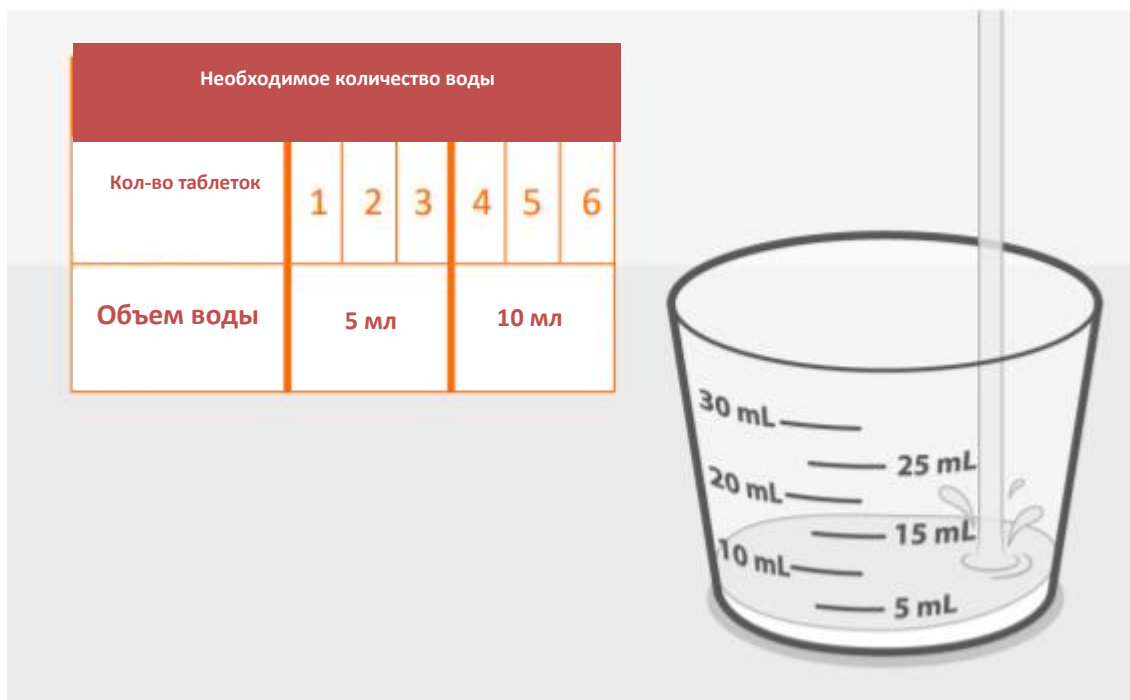 Необходимое количество воды
Кол-во таблеток 1 2 3 4 5 6
Объем воды 5 мл 10 мл
30 mL
25 mL
20 mL
15 mL
10 mL
5 mL